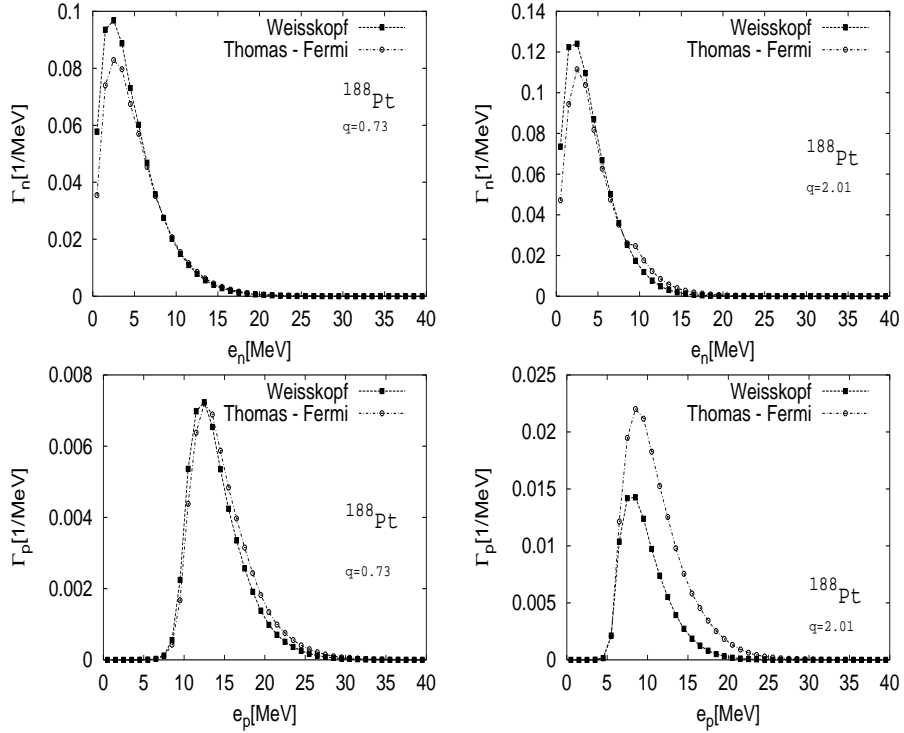 Weisskopf
Thomas - Fermi
188Pt
q=0.73
Γn[1/MeV]
0.1
0.08
0.06
0.04
0.02
0
0 5 10 15 20 25 30 35 40
en[MeV]
Weisskopf
Thomas - Fermi
188Pt
q=2.01
Γn[1/MeV]
0.14
0.12
0.1
0.08
0.06
0.04
0.02
0
0 5 10 15 20 25 30 35 40
en[MeV]
Weisskopf
Thomas - Fermi
188Pt
q=0.73
Γp[1/MeV]
0.008
0.006
0.004
0.002
0
0 5 10 15 20 25 30 35 40
ep[MeV]
Weisskopf
Thomas - Fermi
188Pt
q=2.01
Γp[1/MeV]
0.025
0.02
0.015
0.01
0.005
0
0 5 10 15 20 25 30 35 40
ep[MeV]